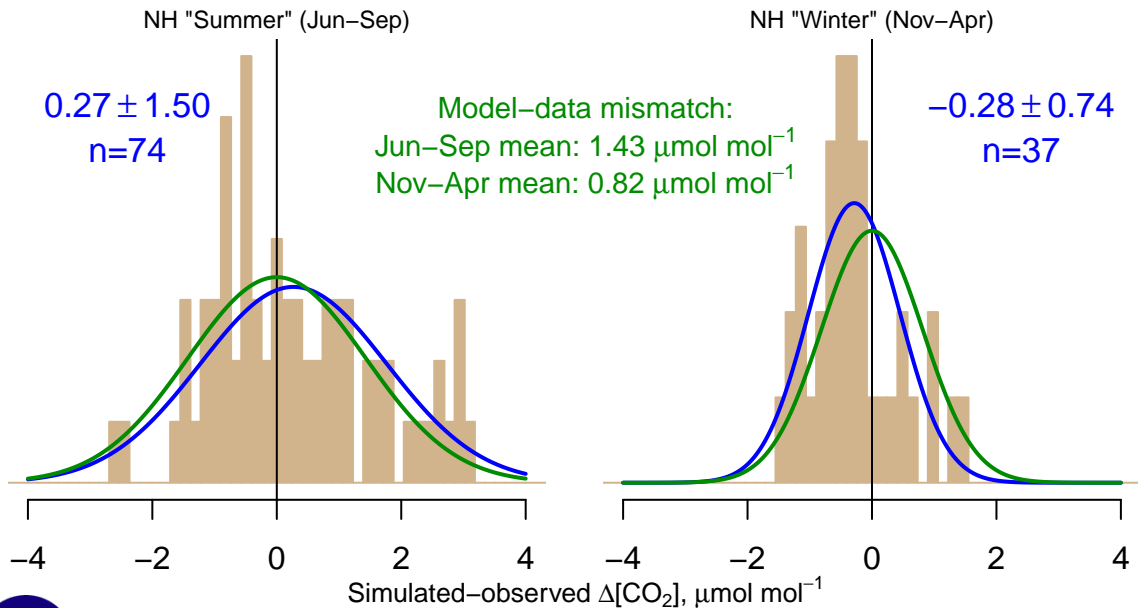 NH "Summer" (Jun−Sep)
NH "Winter" (Nov−Apr)
0.27 ± 1.50
n=74
Model−data mismatch:
Jun−Sep mean: 1.43 μmol mol⁻¹
Nov−Apr mean: 0.82 μmol mol⁻¹
−0.28 ± 0.74
n=37
−4 −2 0 2 4
−4 −2 0 2 4
Simulated−observed Δ[CO₂], μmol mol⁻¹